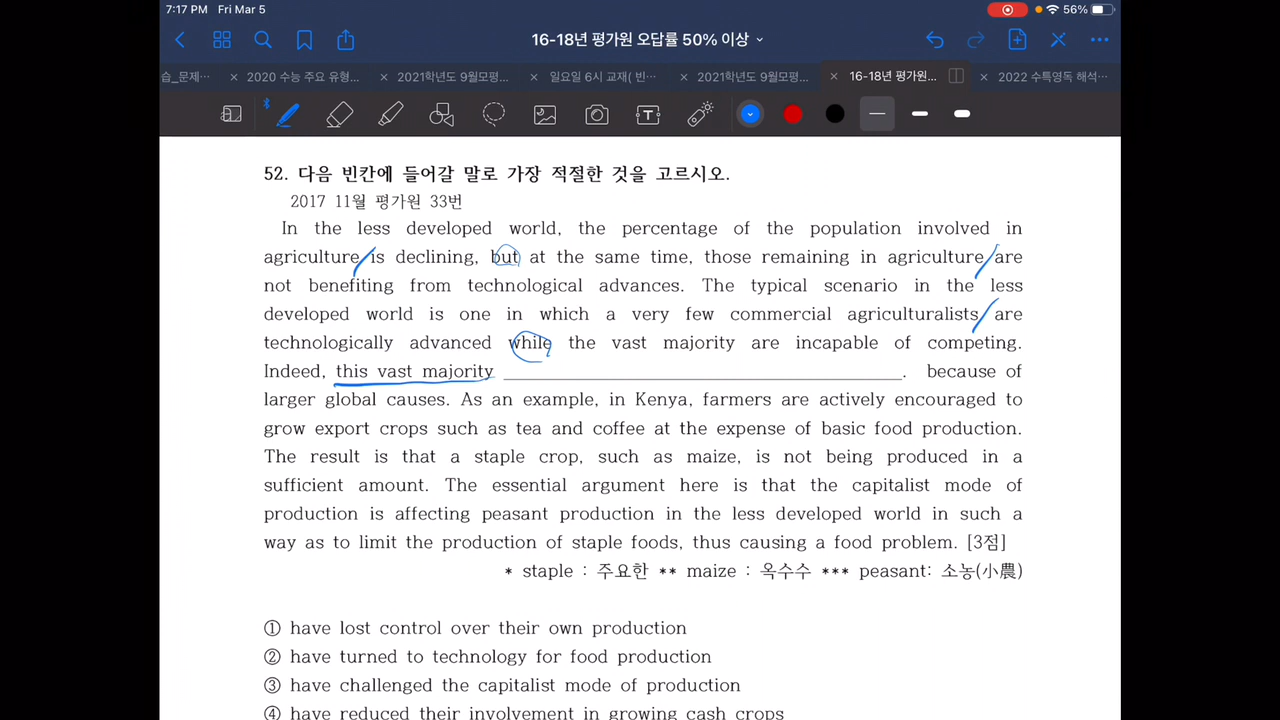 7:17 PM Fri Mar 5
56%
16-18년 평가원 오답률 50% 이상
습_문제…
2020 수능 주요 유형…
2021학년도 9월모평…
일요일 6시 교재( 빈…
2021학년도 9월모평…
16-18년 평가원…
2022 수특영독 해석…
52. 다음 빈칸에 들어갈 말로 가장 적절한 것을 고르시오.
2017 11월 평가원 33번
In the less developed world, the percentage of the population involved in
agriculture is declining, but at the same time, those remaining in agriculture are
not benefiting from technological advances. The typical scenario in the less
developed world is one in which a very few commercial agriculturalists are
technologically advanced while the vast majority are incapable of competing.
Indeed, this vast majority ______________________________. because of
larger global causes. As an example, in Kenya, farmers are actively encouraged to
grow export crops such as tea and coffee at the expense of basic food production.
The result is that a staple crop, such as maize, is not being produced in a
sufficient amount. The essential argument here is that the capitalist mode of
production is affecting peasant production in the less developed world in such a
way as to limit the production of staple foods, thus causing a food problem. [3점]
* staple : 주요한 ** maize : 옥수수 *** peasant: 소농(小農)
① have lost control over their own production
② have turned to technology for food production
③ have challenged the capitalist mode of production
④ have reduced their involvement in growing cash crops